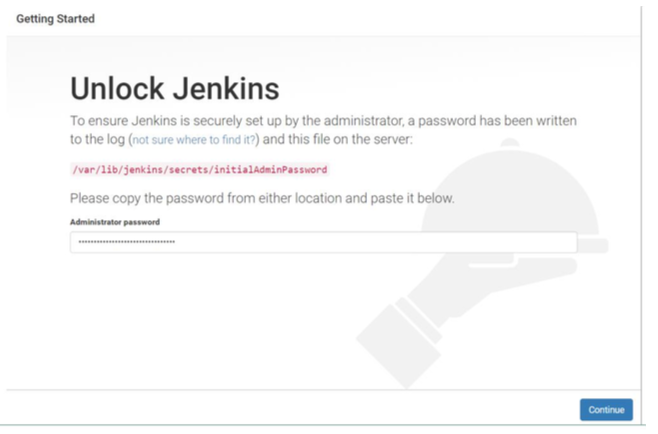 Getting Started
Unlock Jenkins
To ensure Jenkins is securely set up by the administrator, a password has been written
to the log (not sure where to find it?) and this file on the server:
/var/lib/jenkins/secrets/initialAdminPassword
Please copy the password from either location and paste it below.
Administrator password
Continue